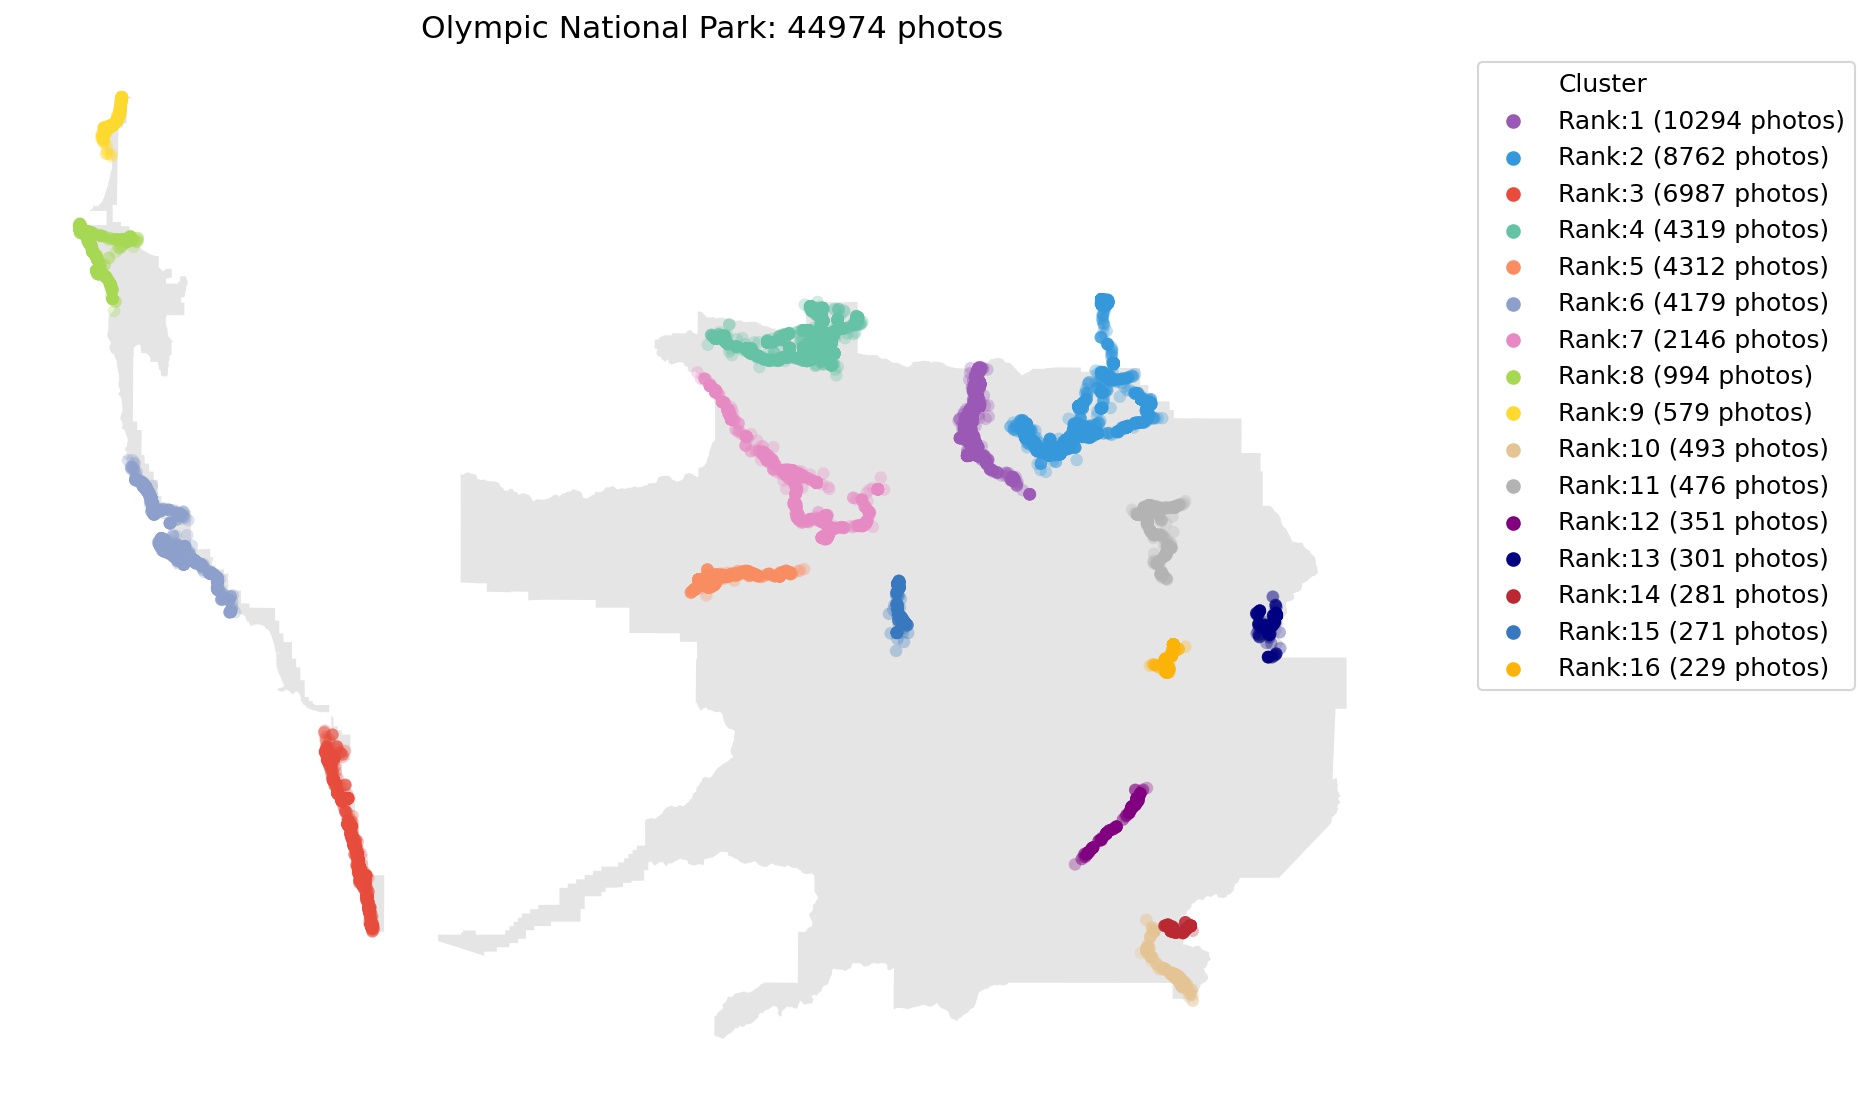 Olympic National Park: 44974 photos
Cluster
Rank:1 (10294 photos)
Rank:2 (8762 photos)
Rank:3 (6987 photos)
Rank:4 (4319 photos)
Rank:5 (4312 photos)
Rank:6 (4179 photos)
Rank:7 (2146 photos)
Rank:8 (994 photos)
Rank:9 (579 photos)
Rank:10 (493 photos)
Rank:11 (476 photos)
Rank:12 (351 photos)
Rank:13 (301 photos)
Rank:14 (281 photos)
Rank:15 (271 photos)
Rank:16 (229 photos)